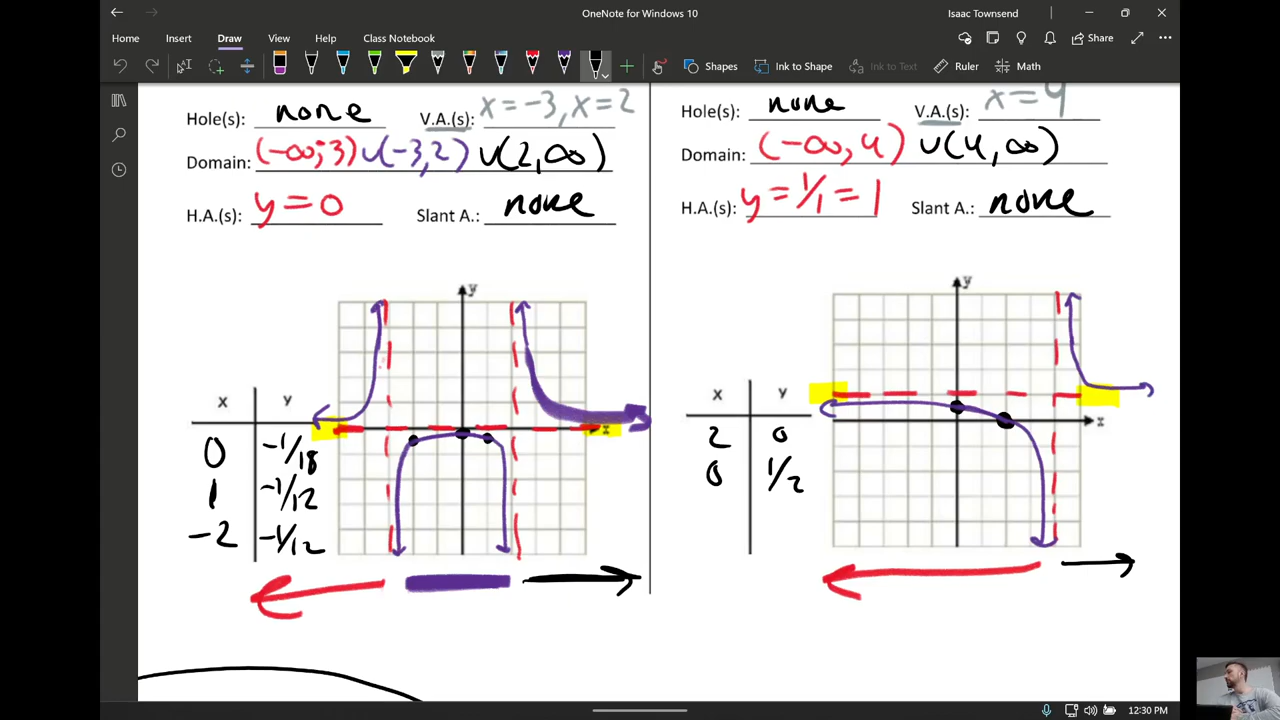 OneNote for Windows 10
Isaac Townsend
Home Insert Draw View Help Class Notebook
Share
Shapes Ink to Shape Ink to Text Ruler Math
Hole(s): none V.A.(s): x = -3, x = 2
Domain: (-∞,-3) ∪ (-3,2) ∪ (2,∞)
H.A.(s): y = 0 Slant A.: none
y
x
x y
0 -1/18
1 -1/12
-2 -1/12
Hole(s): none V.A.(s): x = 4
Domain: (-∞, 4) ∪ (4, ∞)
H.A.(s): y = 1/1 = 1 Slant A.: none
y
x
x y
2 0
0 1/2
12:30 PM